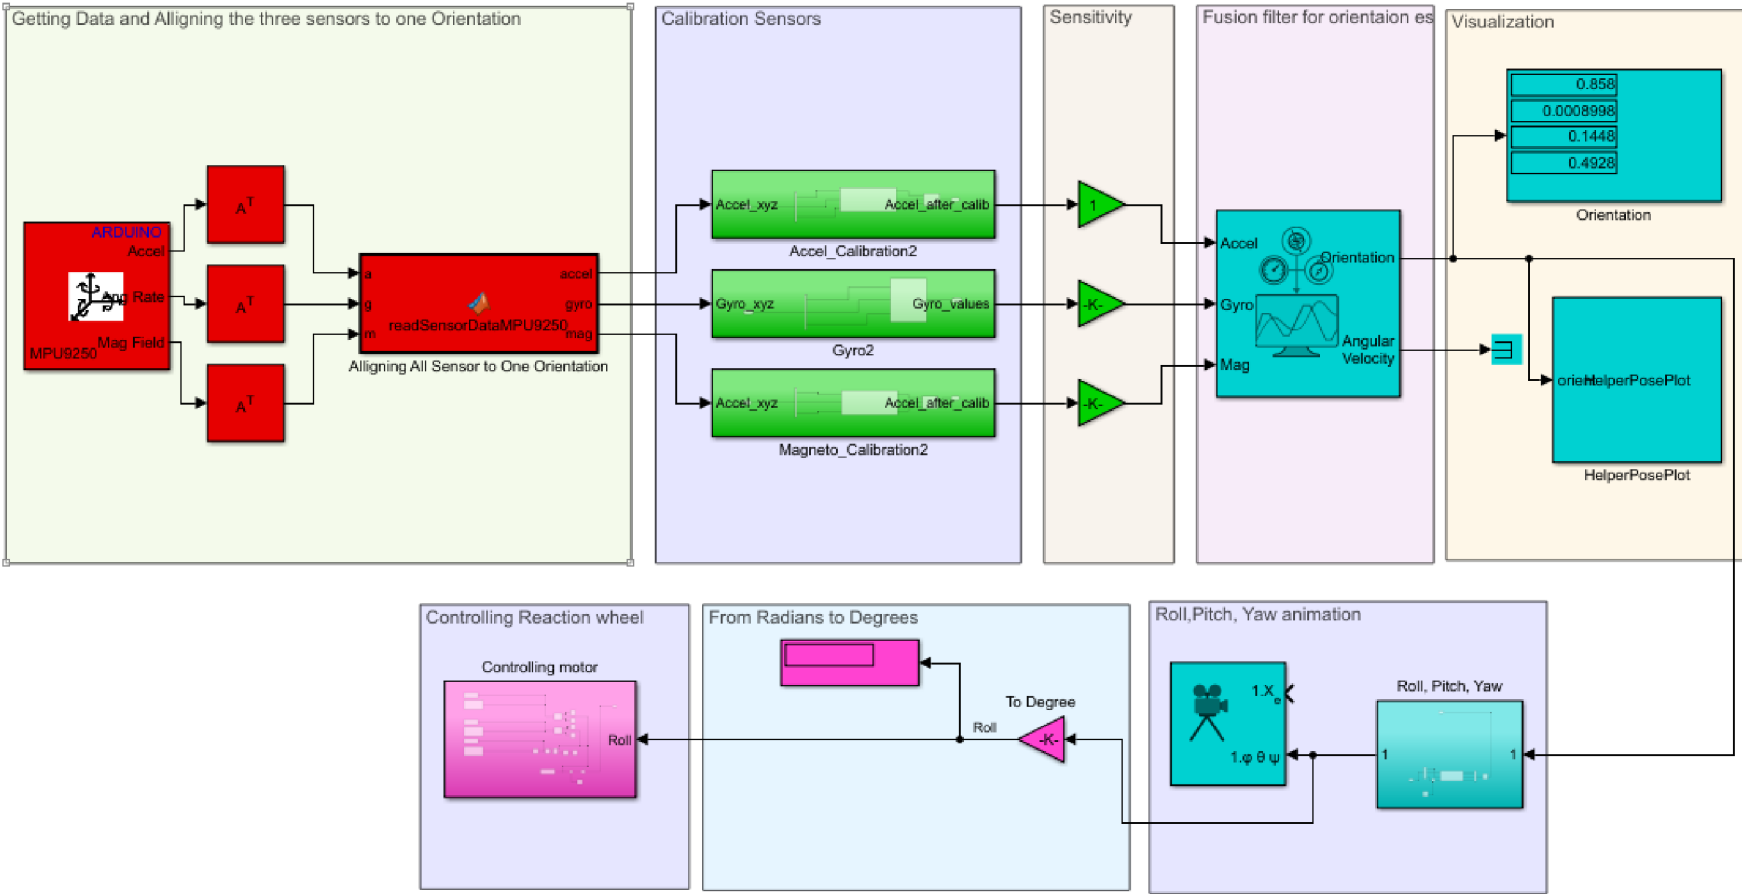 Getting Data and Alligning the three sensors to one Orientation
Calibration Sensors
Sensitivity
Fusion filter for orientaion es
Visualization
ARDUINO
Accel
Ang Rate
Mag Field
MPU9250
A^T
A^T
A^T
a
g
m
accel
gyro
mag
readSensorDataMPU9250
Alligning All Sensor to One Orientation
Accel_xyz
Accel_after_calib
Accel_Calibration2
Gyro_xyz
Gyro_values
Gyro2
Accel_xyz
Accel_after_calib
Magneto_Calibration2
1
-K-
-K-
Accel
Gyro
Mag
Orientation
Angular
Velocity
0.858
0.0008998
0.1448
0.4928
Orientation
HelperPosePlot
HelperPosePlot
Controlling Reaction wheel
Controlling motor
Roll
From Radians to Degrees
To Degree
Roll
-K-
Roll,Pitch, Yaw animation
1.X_e
1.φ θ ψ
Roll, Pitch, Yaw
1
1